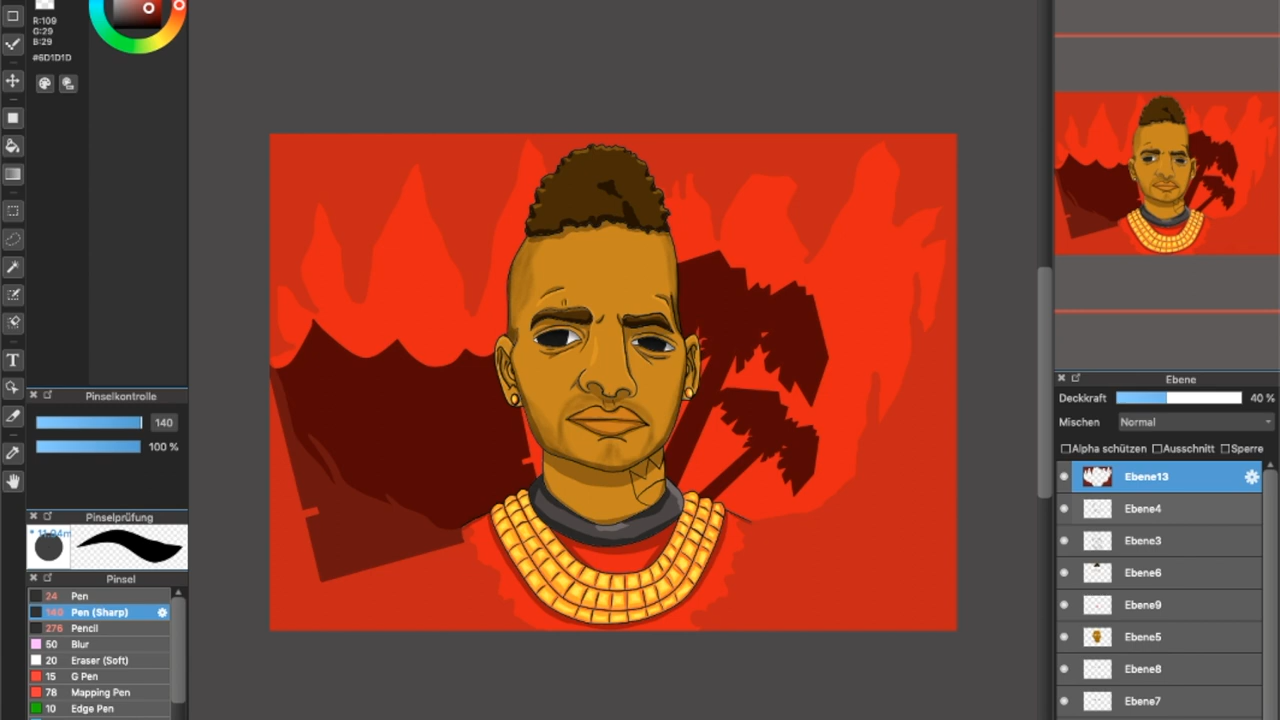 R:109
G:29
B:29
#6D1D1D
Pinselkontrolle
140
100 %
Pinselprüfung
Pinsel
24 Pen
140 Pen (Sharp)
276 Pencil
50 Blur
20 Eraser (Soft)
15 G Pen
78 Mapping Pen
10 Edge Pen
T
Ebene
Deckkraft 40 %
Mischen Normal
Alpha schützen Ausschnitt Sperre
Ebene13
Ebene4
Ebene3
Ebene6
Ebene9
Ebene5
Ebene8
Ebene7